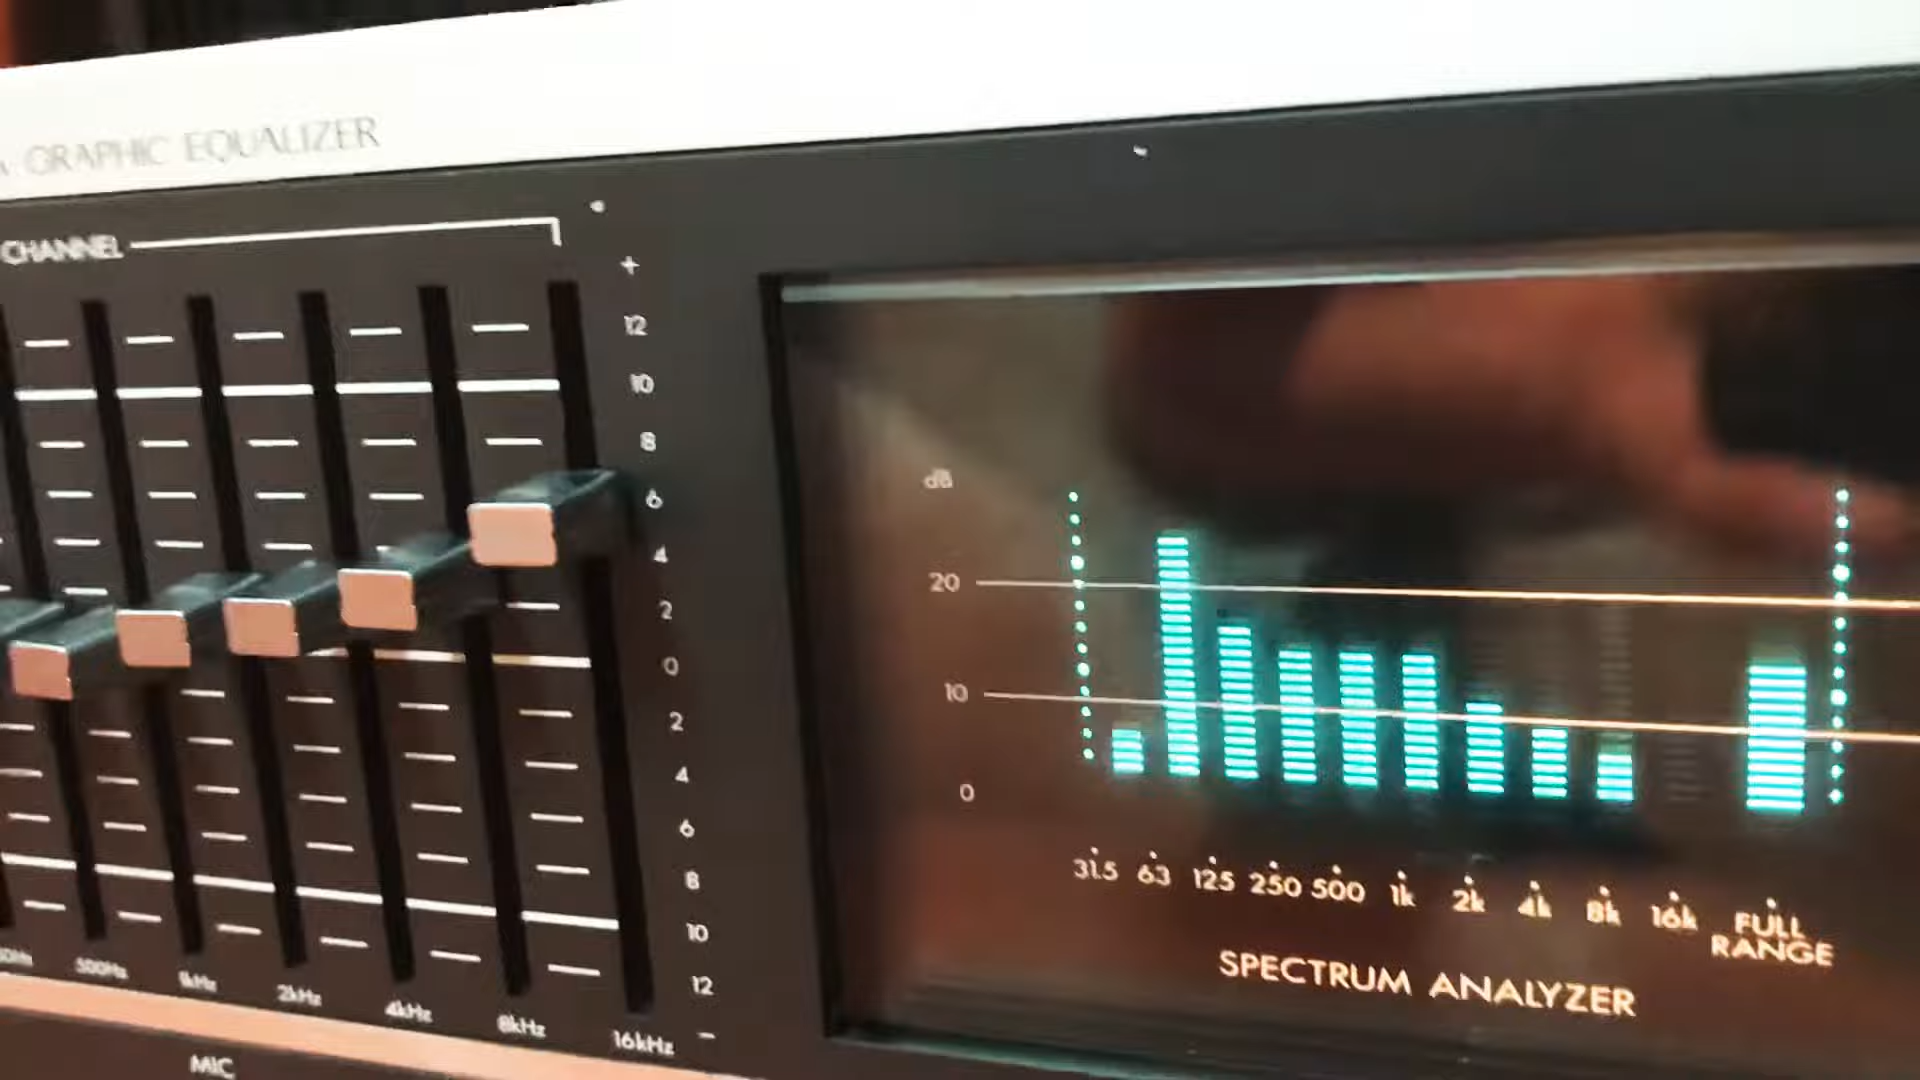 GRAPHIC EQUALIZER
CHANNEL
+
12
10
8
6
4
2
0
2
4
6
8
10
12
−
500Hz 1kHz 2kHz 4kHz 8kHz 16kHz
MIC
dB
20
10
0
31.5 63 125 250 500 1k 2k 4k 8k 16k FULL RANGE
SPECTRUM ANALYZER